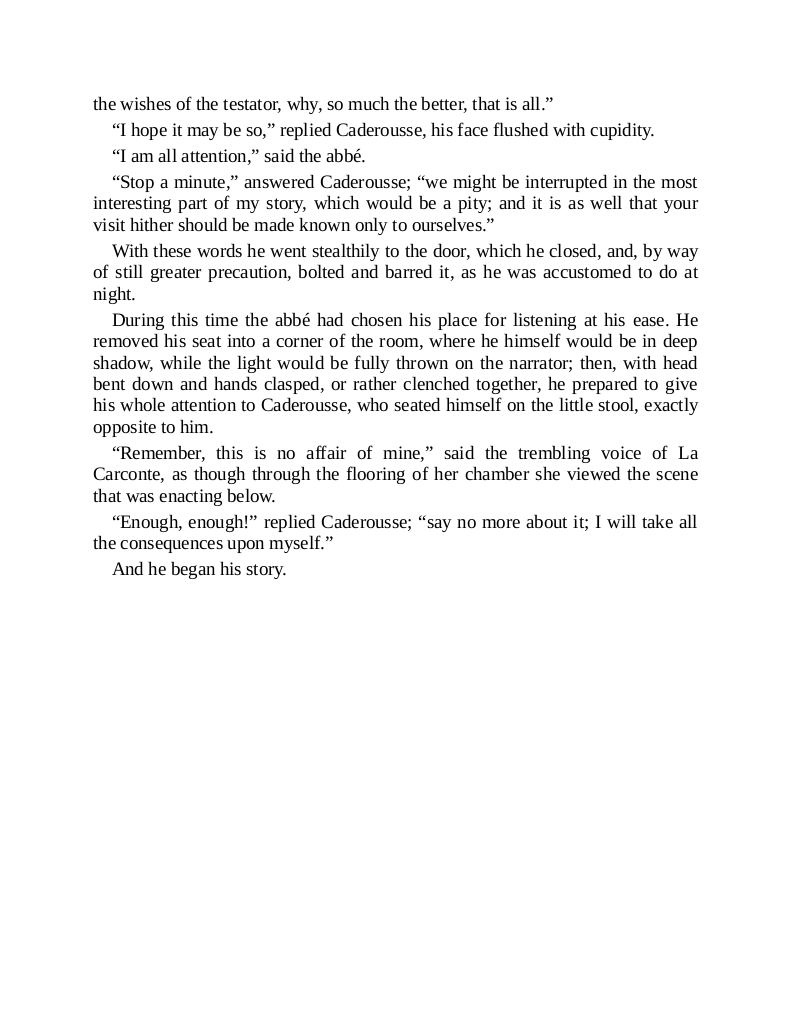 the wishes of the testator, why, so much the better, that is all.”
“I hope it may be so,” replied Caderousse, his face flushed with cupidity.
“I am all attention,” said the abbé.
“Stop a minute,” answered Caderousse; “we might be interrupted in the most
interesting part of my story, which would be a pity; and it is as well that your
visit hither should be made known only to ourselves.”
With these words he went stealthily to the door, which he closed, and, by way
of still greater precaution, bolted and barred it, as he was accustomed to do at
night.
During this time the abbé had chosen his place for listening at his ease. He
removed his seat into a corner of the room, where he himself would be in deep
shadow, while the light would be fully thrown on the narrator; then, with head
bent down and hands clasped, or rather clenched together, he prepared to give
his whole attention to Caderousse, who seated himself on the little stool, exactly
opposite to him.
“Remember, this is no affair of mine,” said the trembling voice of La
Carconte, as though through the flooring of her chamber she viewed the scene
that was enacting below.
“Enough, enough!” replied Caderousse; “say no more about it; I will take all
the consequences upon myself.”
And he began his story.